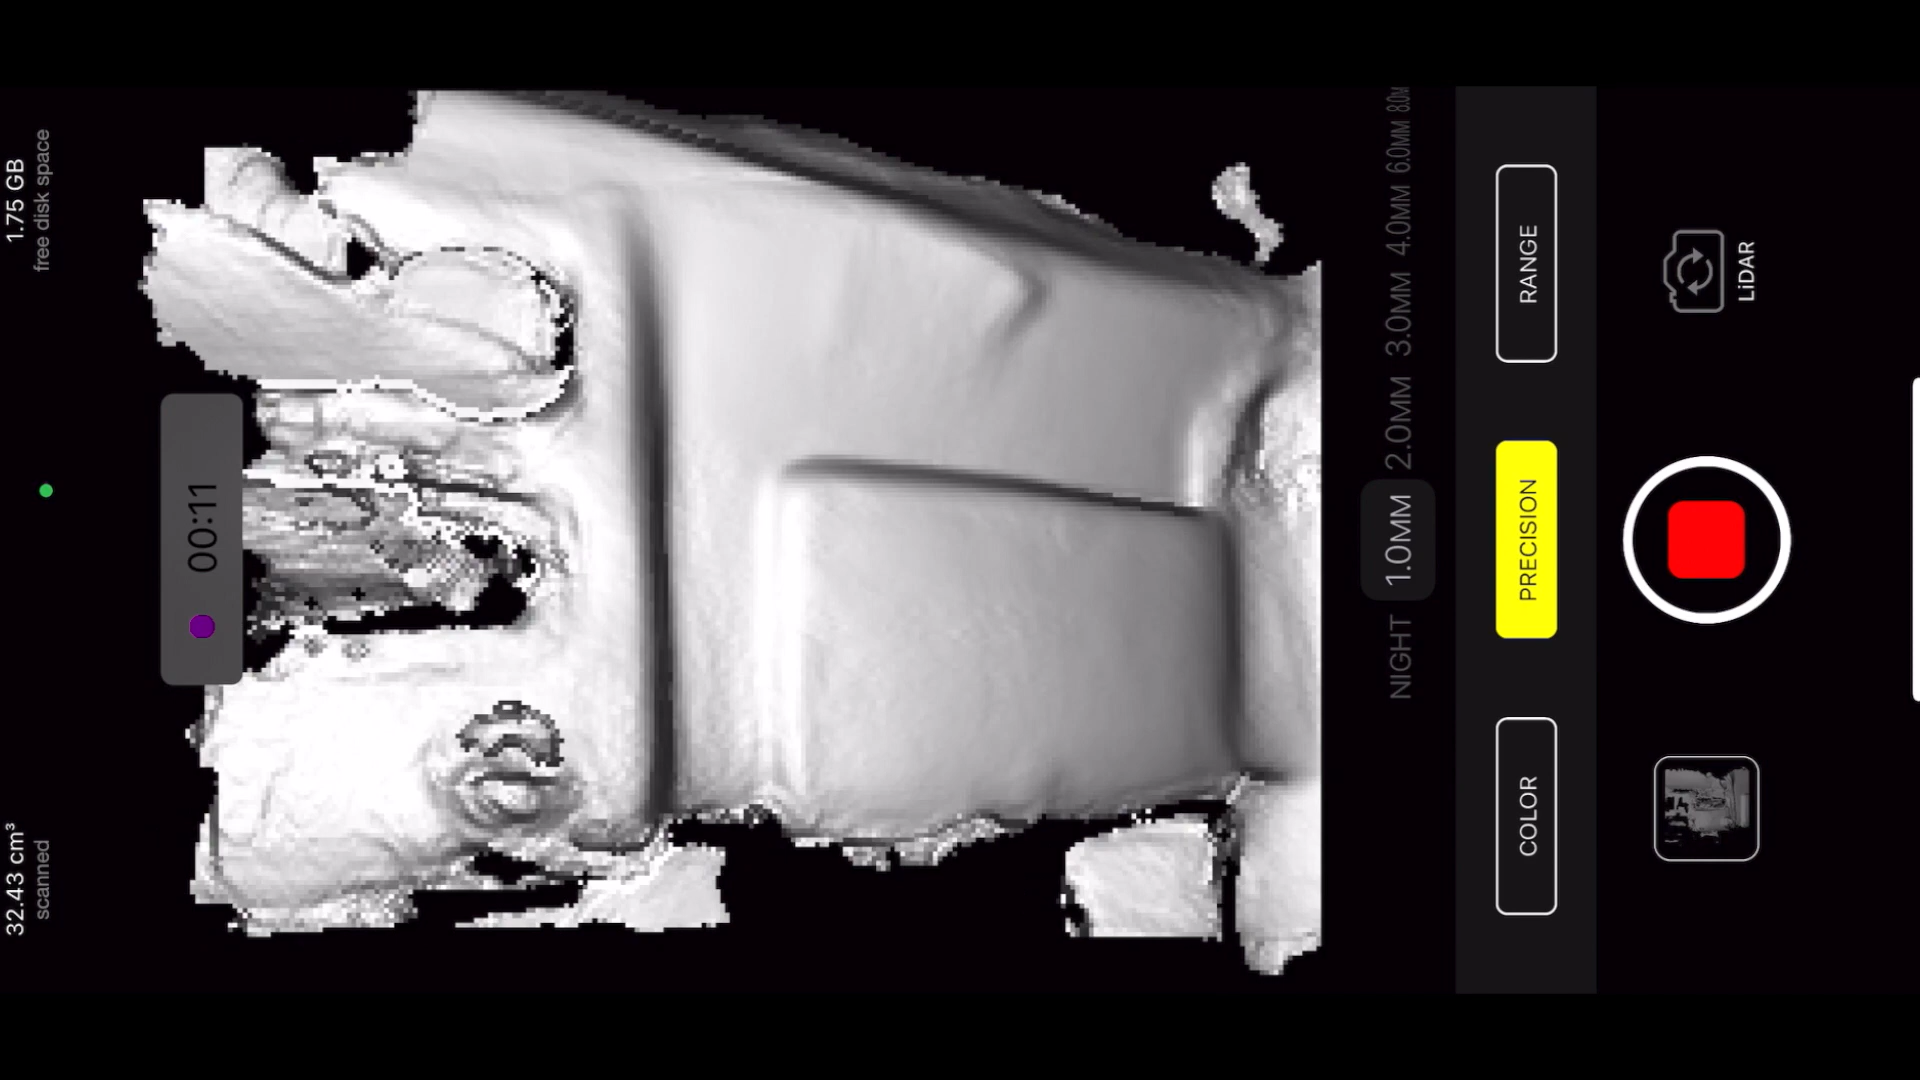 32.43 cm³
scanned
1.75 GB
free disk space
00:11
NIGHT 1.0MM 2.0MM 3.0MM 4.0MM 6.0MM 8.0M
COLOR PRECISION RANGE
LiDAR